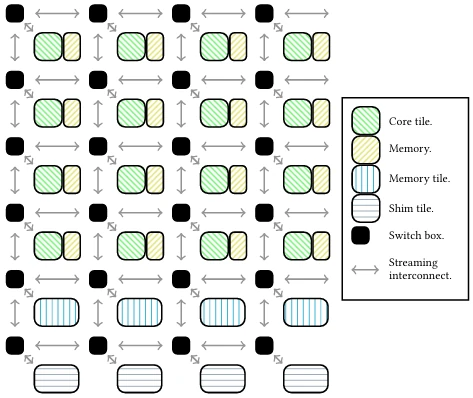 Core tile.
Memory.
Memory tile.
Shim tile.
Switch box.
Streaming
interconnect.